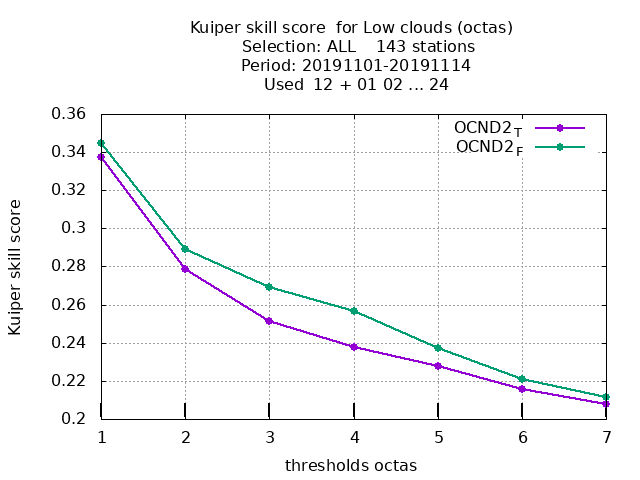 Kuiper skill score  for Low clouds (octas)
Selection: ALL    143 stations
Period: 20191101-20191114
Used  12 + 01 02 ... 24
OCND2T
OCND2F
0.36
0.34
0.32
0.3
0.28
0.26
0.24
0.22
0.2
Kuiper skill score
1 2 3 4 5 6 7
thresholds octas